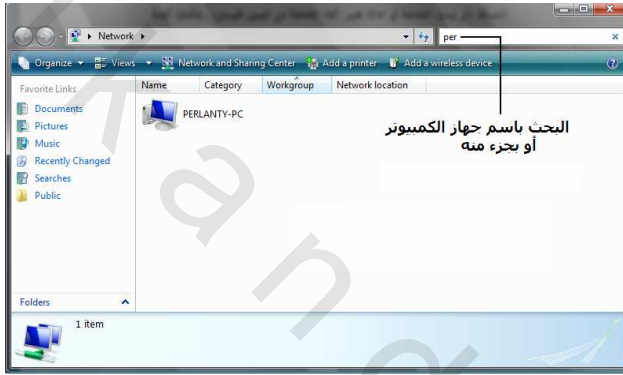 Network
per
Organize Views Network and Sharing Center Add a printer Add a wireless device
Favorite Links
Name Category Workgroup Network location
Documents
Pictures
Music
Recently Changed
Searches
Public
PERLANTY-PC
البحث باسم جهاز الكمبيوتر
أو بجزء منه
Folders
1 item